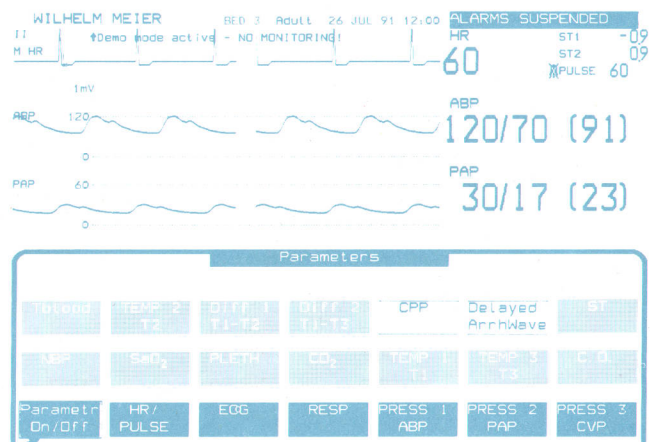 WILHELM MEIER BED 3 Adult 26 JUL 91 12:00 ALARMS SUSPENDED
II ↑Demo mode active - NO MONITORING! HR ST1 -0,9
M HR 60 ST2 0,9
PULSE 60
1mV
ABP 120 ABP
120/70 (91)
0
PAP 60 PAP
30/17 (23)
0
Parameters
TEMP 2 Diff 1 Diff 2 CPP Delayed ST
T2 T1-T2 T1-T3 ArrhWave
NBP SaO₂ PLETH CO₂ TEMP 1 TEMP 3 C.O.
T1 T3
Parametr HR/ ECG RESP PRESS 1 PRESS 2 PRESS 3
On/Off PULSE ABP PAP CVP